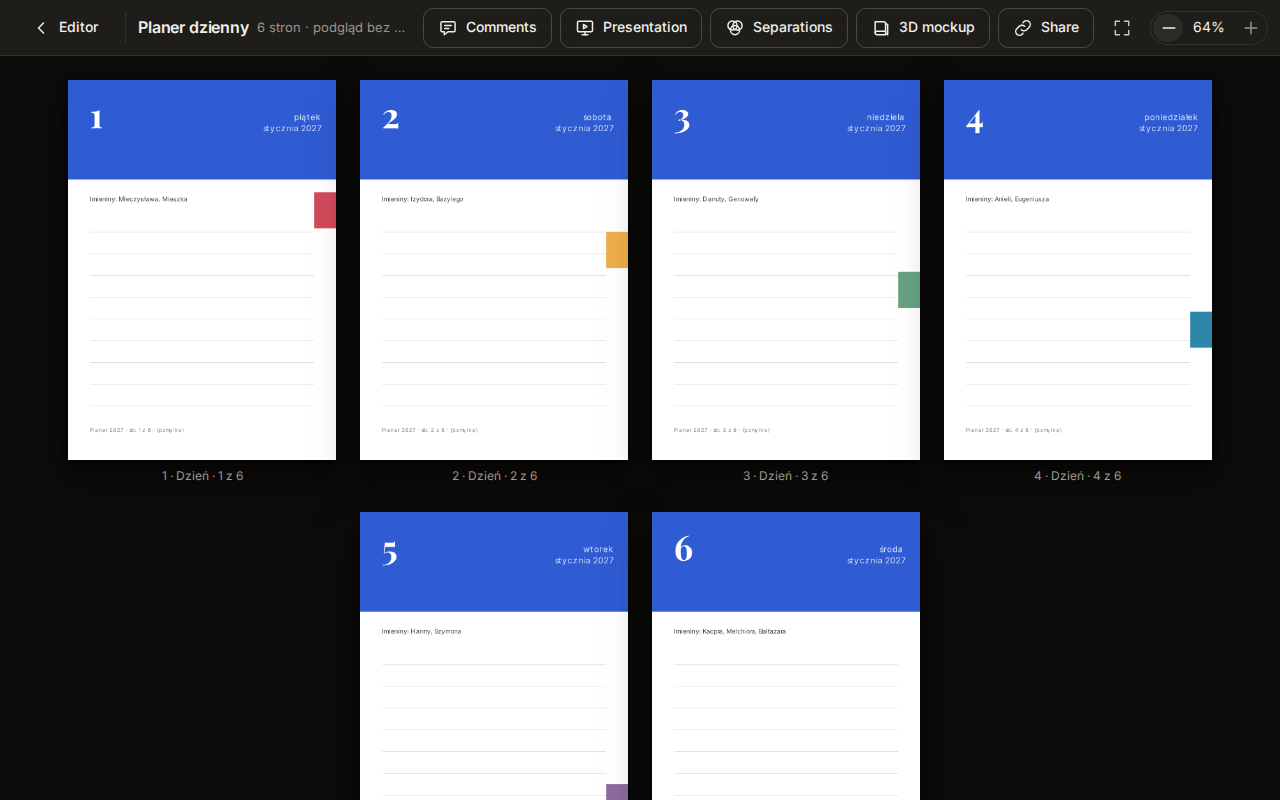 Editor
Planer dzienny 6 stron · podgląd bez ...
Comments
Presentation
Separations
3D mockup
Share
64%
1
piątek
stycznia 2027
Imieniny: Mieczysława, Mieszka
Planer 2027 · str. 1 z 6 · (pomyłka)
1 · Dzień · 1 z 6
2
sobota
stycznia 2027
Imieniny: Izydora, Bazylego
Planer 2027 · str. 2 z 6 · (pomyłka)
2 · Dzień · 2 z 6
3
niedziela
stycznia 2027
Imieniny: Danuty, Genowefy
Planer 2027 · str. 3 z 6 · (pomyłka)
3 · Dzień · 3 z 6
4
poniedziałek
stycznia 2027
Imieniny: Anieli, Eugeniusza
Planer 2027 · str. 4 z 6 · (pomyłka)
4 · Dzień · 4 z 6
5
wtorek
stycznia 2027
Imieniny: Hanny, Szymona
6
środa
stycznia 2027
Imieniny: Kacpra, Melchiora, Baltazara